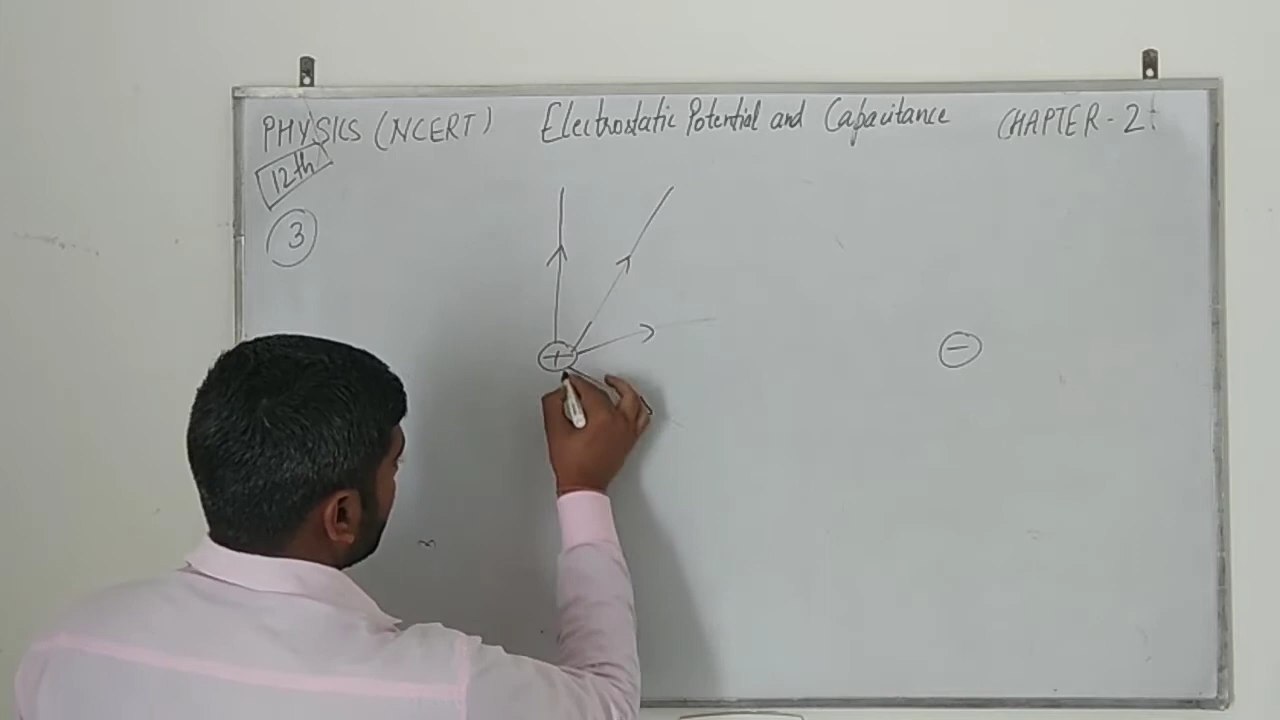 PHYSICS (NCERT) Electrostatic Potential and Capacitance CHAPTER - 2:
12th
3
+ −